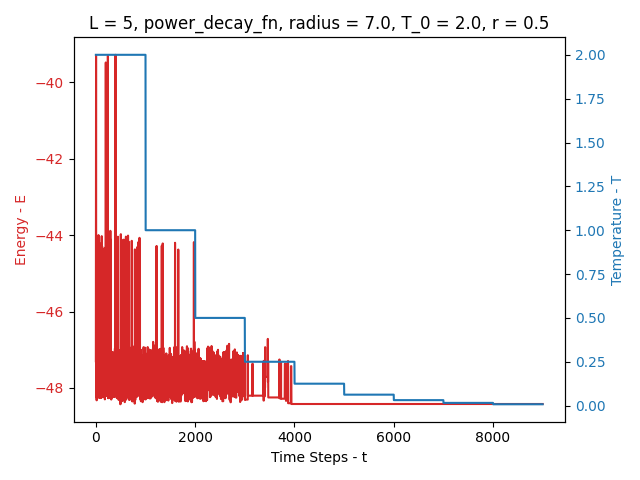 L = 5, power_decay_fn, radius = 7.0, T_0 = 2.0, r = 0.5
Energy - E
−40
−42
−44
−46
−48
2.00
1.75
1.50
1.25
1.00
0.75
0.50
0.25
0.00
Temperature - T
0 2000 4000 6000 8000
Time Steps - t